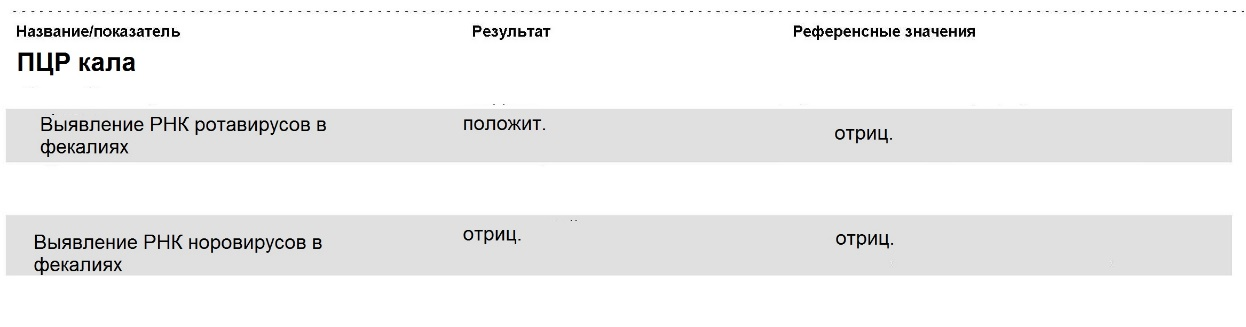 Название/показатель Результат Референсные значения
ПЦР кала
Выявление РНК ротавирусов в положит. отриц.
фекалиях
Выявление РНК норовирусов в отриц. отриц.
фекалиях